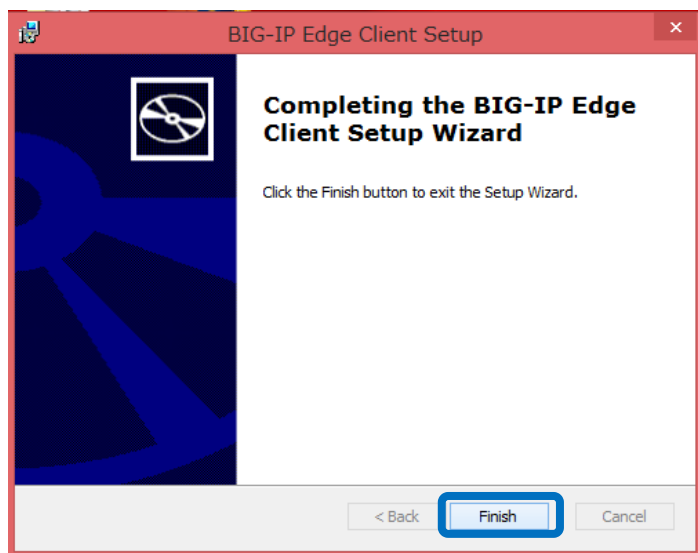 BIG-IP Edge Client Setup
Completing the BIG-IP Edge
Client Setup Wizard
Click the Finish button to exit the Setup Wizard.
< Back Finish Cancel